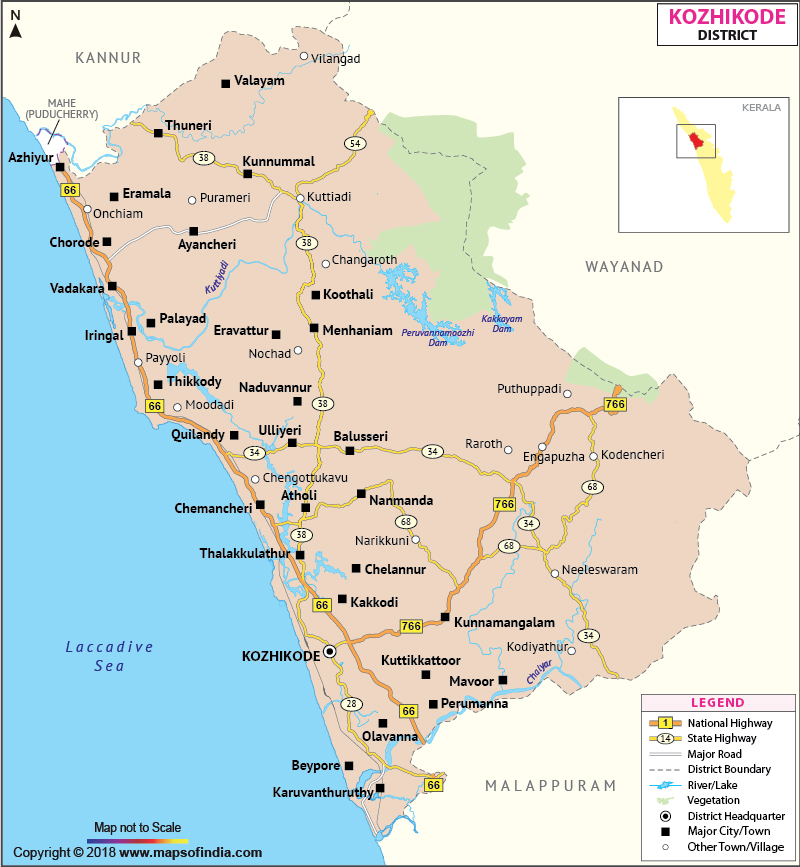 N
KOZHIKODE
DISTRICT
KANNUR
Vilangad
Valayam
MAHE
(PUDUCHERRY)
KERALA
Thuneri
54
38
Kunnummal
Azhiyur
66
Eramala
Purameri
Kuttiadi
Onchiam
Chorode
Ayancheri
38
Changaroth
WAYANAD
Kuttiyadi
Vadakara
Koothali
Palayad
Kakkayam
Dam
Iringal
Eravattur
Menhaniam
Peruvannamoozhi
Dam
Payyoli
Nochad
Thikkody
Naduvannur
Puthuppadi
66
Moodadi
38
766
Quilandy
Ulliyeri
Balusseri
34
34
Raroth
Engapuzha
Kodencheri
Chengottukavu
68
Atholi
Nanmanda
Chemancheri
766
68
34
38
Narikkuni
68
Thalakkulathur
Chelannur
Neeleswaram
66
Kakkodi
766
Kunnamangalam
34
Laccadive
Sea
KOZHIKODE
Kodiyathur
Kuttikkattoor
Chalyar
Mavoor
28
66
Perumanna
Olavanna
Beypore
66
MALAPPURAM
Karuvanthuruthy
LEGEND
1 National Highway
14 State Highway
Major Road
District Boundary
River/Lake
Vegetation
District Headquarter
Major City/Town
Other Town/Village
Map not to Scale
Copyright © 2018 www.mapsofindia.com